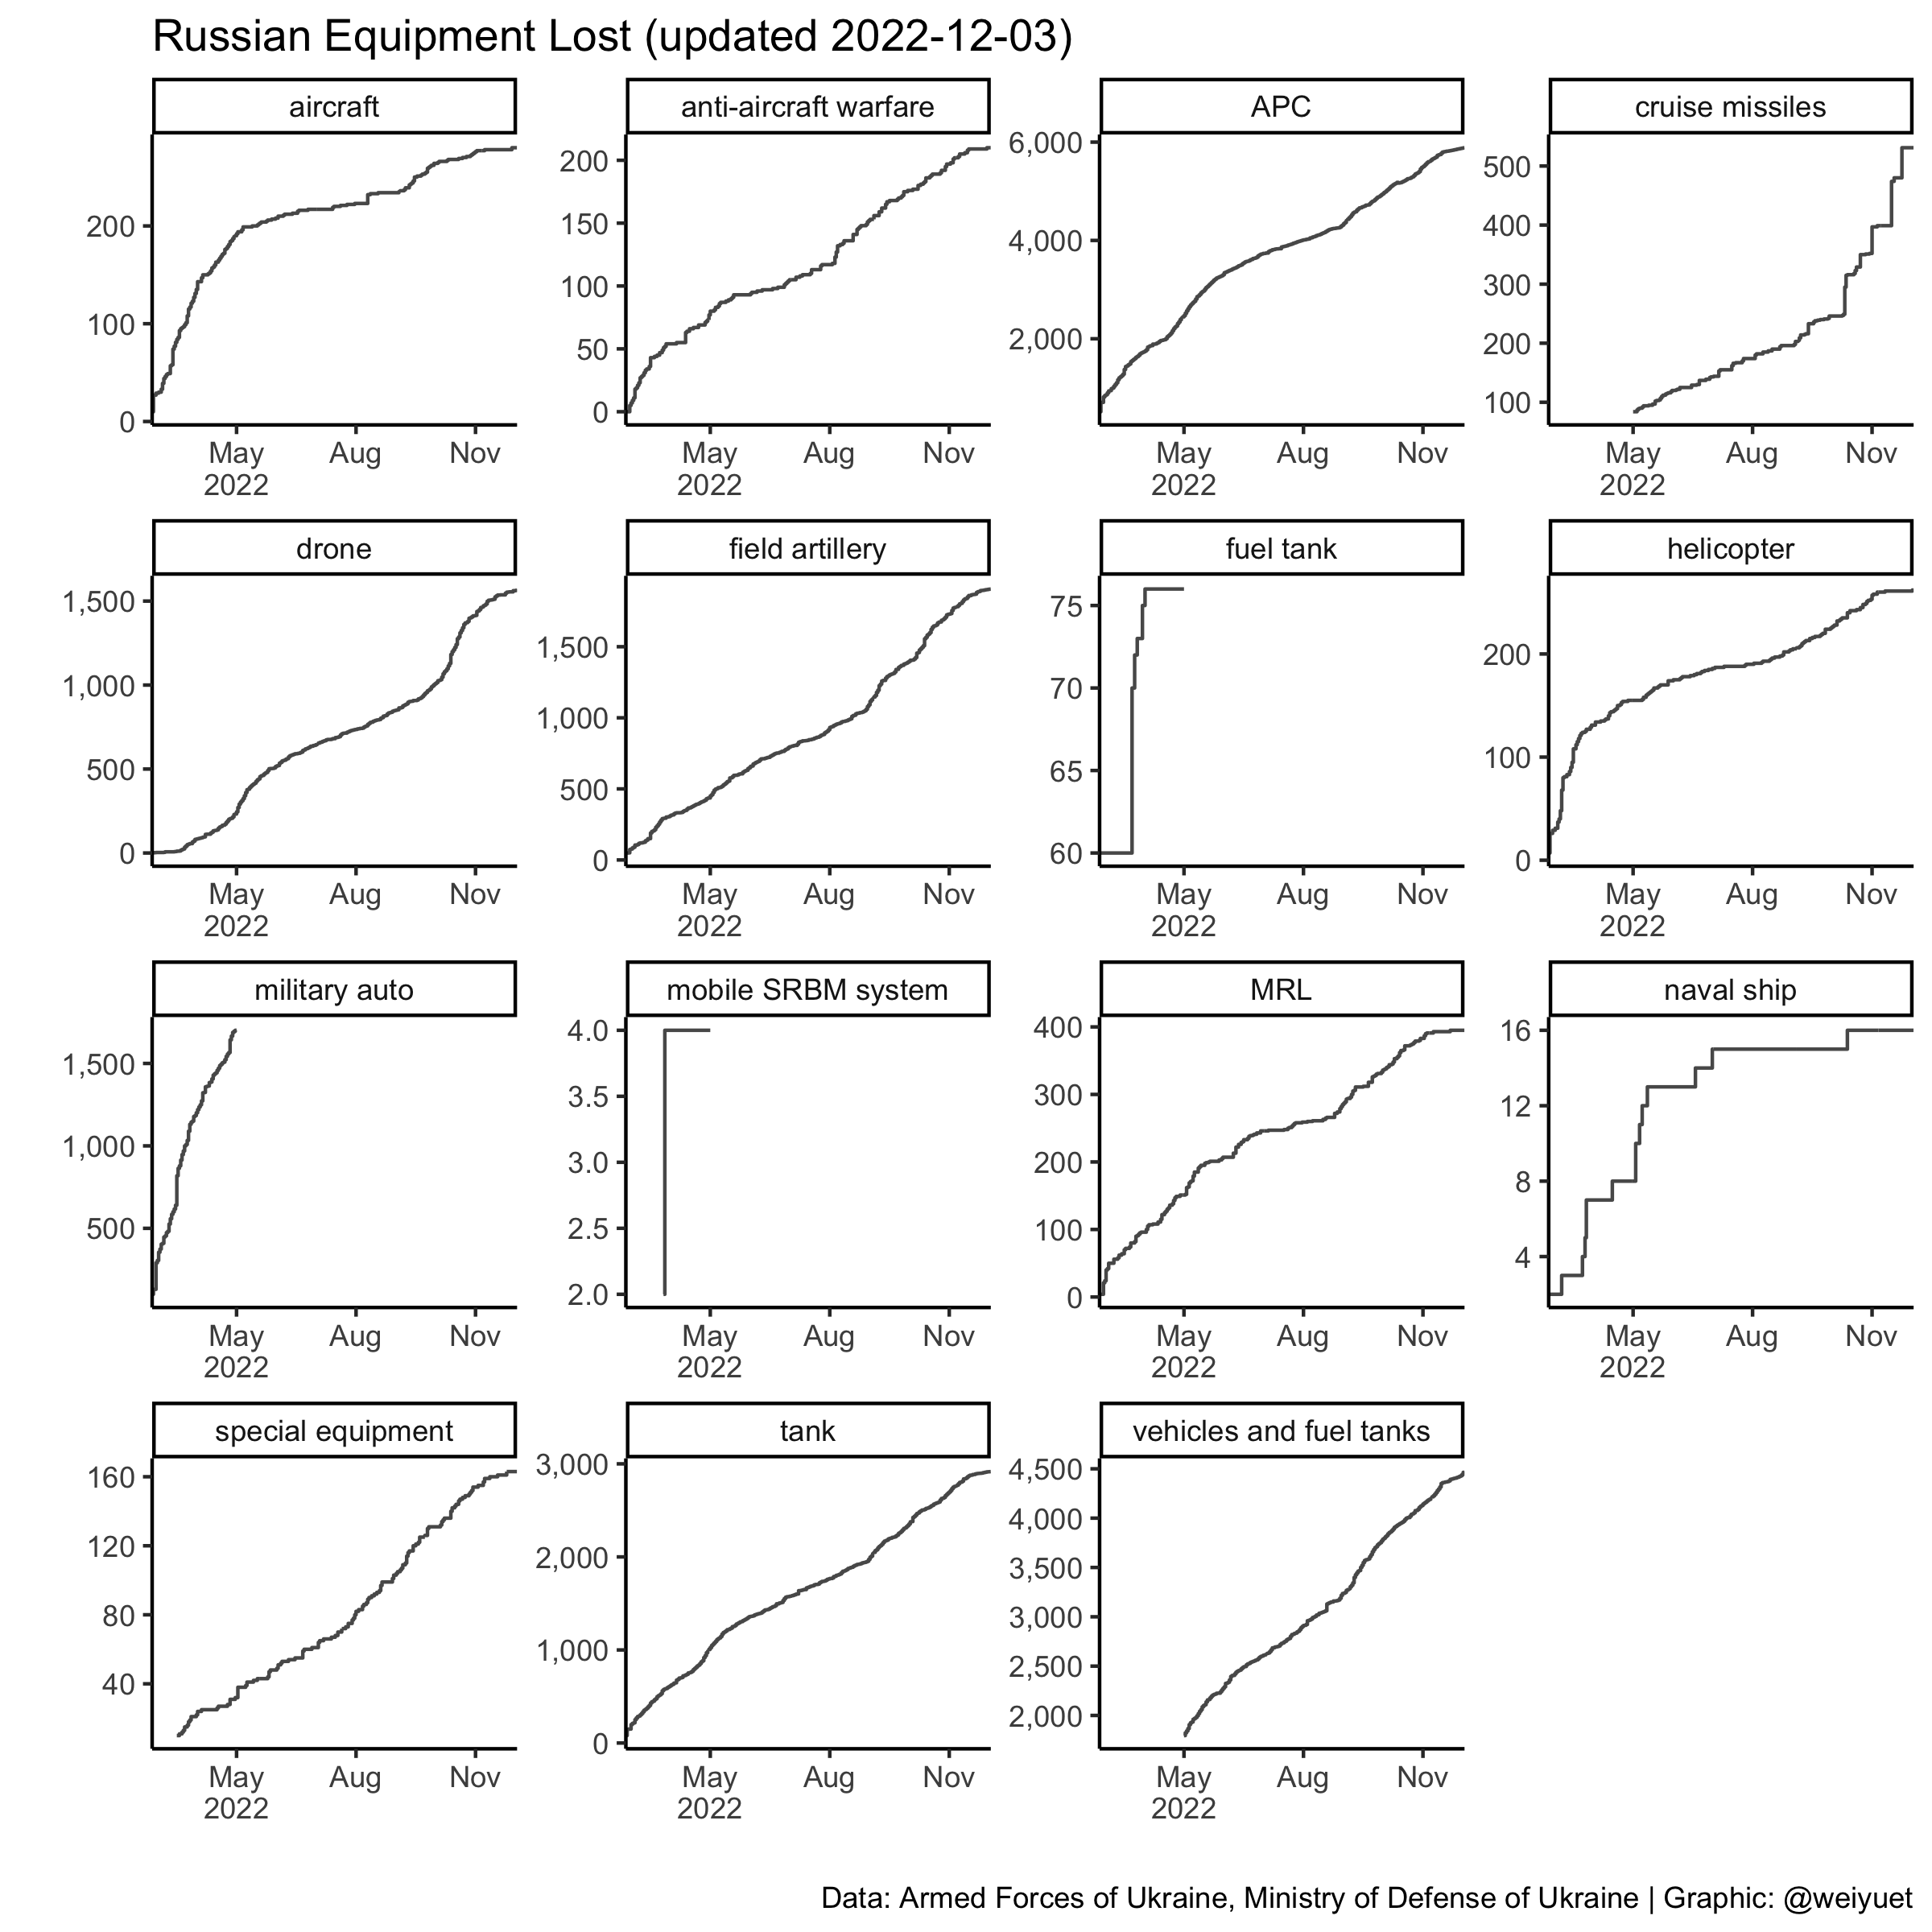 Russian Equipment Lost (updated 2022-12-03)
aircraft
200
100
0
May Aug Nov
2022
anti-aircraft warfare
200
150
100
50
0
May Aug Nov
2022
APC
6,000
4,000
2,000
May Aug Nov
2022
cruise missiles
500
400
300
200
100
May Aug Nov
2022
drone
1,500
1,000
500
0
May Aug Nov
2022
field artillery
1,500
1,000
500
0
May Aug Nov
2022
fuel tank
75
70
65
60
May Aug Nov
2022
helicopter
200
100
0
May Aug Nov
2022
military auto
1,500
1,000
500
May Aug Nov
2022
mobile SRBM system
4.0
3.5
3.0
2.5
2.0
May Aug Nov
2022
MRL
400
300
200
100
0
May Aug Nov
2022
naval ship
16
12
8
4
May Aug Nov
2022
special equipment
160
120
80
40
May Aug Nov
2022
tank
3,000
2,000
1,000
0
May Aug Nov
2022
vehicles and fuel tanks
4,500
4,000
3,500
3,000
2,500
2,000
May Aug Nov
2022
Data: Armed Forces of Ukraine, Ministry of Defense of Ukraine | Graphic: @weiyuet